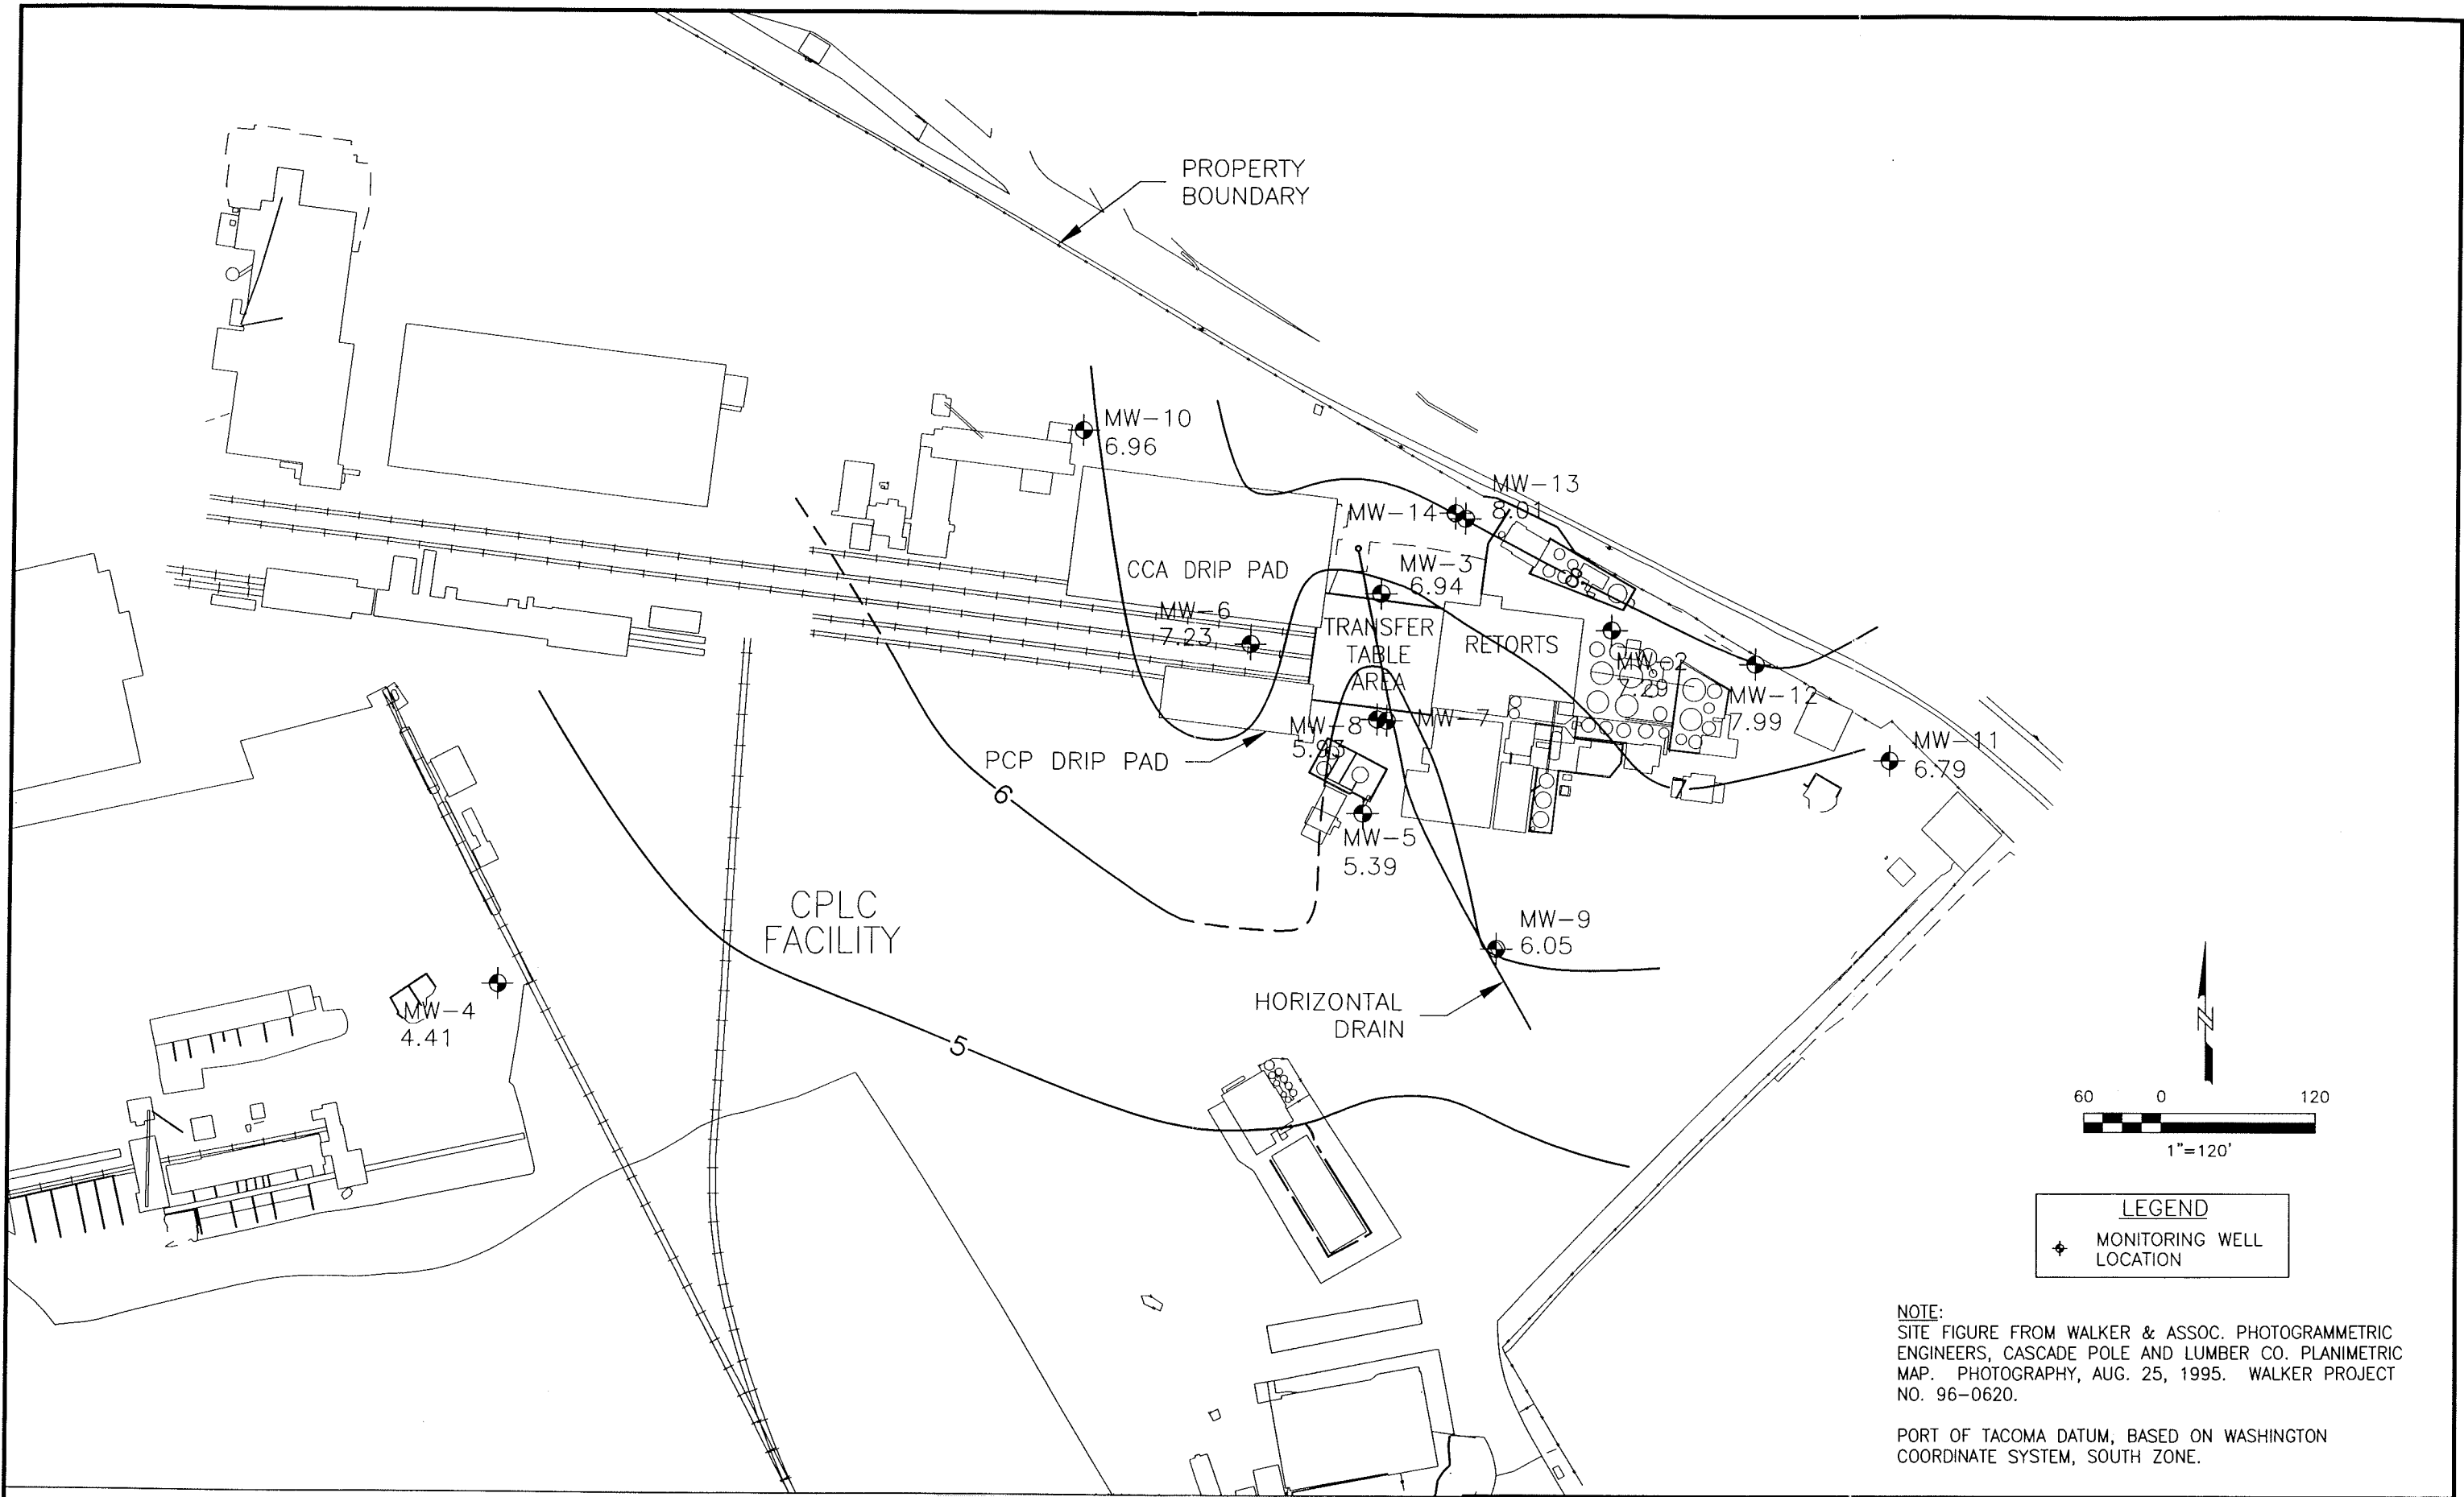 PROPERTY
BOUNDARY
MW-10
6.96
MW-13
8.01
MW-14
MW-3
6.94
CCA DRIP PAD
MW-6
7.23
TRANSFER
TABLE
AREA
RETORTS
8
MW-2
7.29
MW-12
7.99
MW-8
5.93
MW-7
MW-11
6.79
PCP DRIP PAD
7
6
MW-5
5.39
CPLC
FACILITY
MW-9
6.05
MW-4
4.41
HORIZONTAL
DRAIN
5
N
60 0 120
1"=120'
LEGEND
MONITORING WELL
LOCATION
NOTE:
SITE FIGURE FROM WALKER & ASSOC. PHOTOGRAMMETRIC
ENGINEERS, CASCADE POLE AND LUMBER CO. PLANIMETRIC
MAP. PHOTOGRAPHY, AUG. 25, 1995. WALKER PROJECT
NO. 96-0620.
PORT OF TACOMA DATUM, BASED ON WASHINGTON
COORDINATE SYSTEM, SOUTH ZONE.